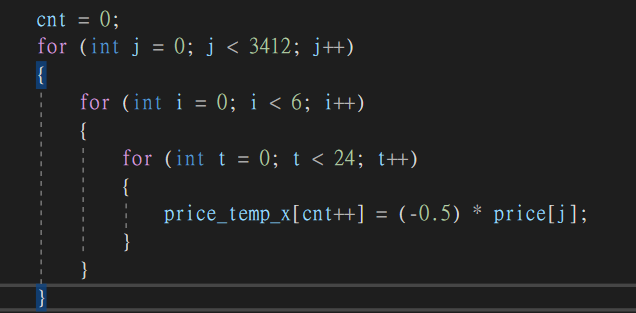 cnt = 0;
for (int j = 0; j < 3412; j++)
{
for (int i = 0; i < 6; i++)
{
for (int t = 0; t < 24; t++)
{
price_temp_x[cnt++] = (-0.5) * price[j];
}
}
}